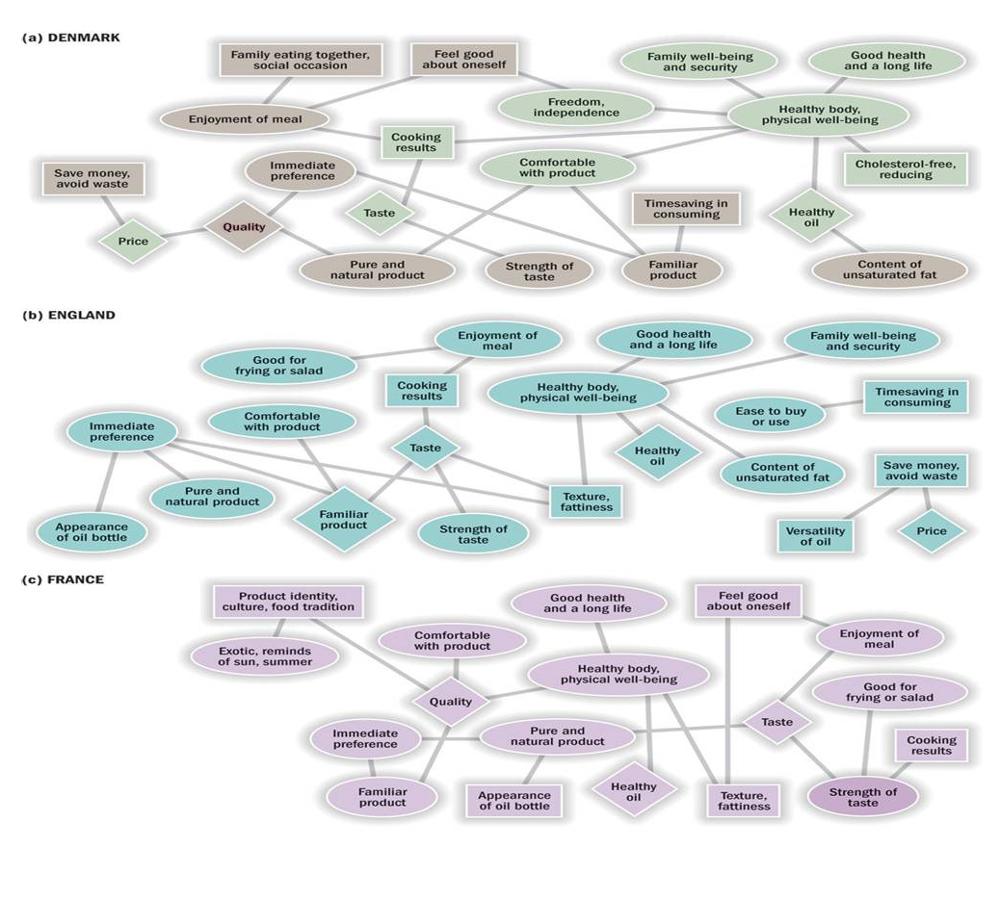 (a) DENMARK
Family eating together,
social occasion
Feel good
about oneself
Family well-being
and security
Good health
and a long life
Enjoyment of meal
Freedom,
independence
Healthy body,
physical well-being
Cooking
results
Save money,
avoid waste
Immediate
preference
Comfortable
with product
Cholesterol-free,
reducing
Price
Quality
Taste
Timesaving in
consuming
Healthy
oil
Pure and
natural product
Strength of
taste
Familiar
product
Content of
unsaturated fat
(b) ENGLAND
Good for
frying or salad
Enjoyment of
meal
Good health
and a long life
Family well-being
and security
Cooking
results
Healthy body,
physical well-being
Timesaving in
consuming
Immediate
preference
Comfortable
with product
Ease to buy
or use
Taste
Healthy
oil
Content of
unsaturated fat
Save money,
avoid waste
Pure and
natural product
Familiar
product
Texture,
fattiness
Appearance
of oil bottle
Strength of
taste
Versatility
of oil
Price
(c) FRANCE
Product identity,
culture, food tradition
Good health
and a long life
Feel good
about oneself
Exotic, reminds
of sun, summer
Comfortable
with product
Enjoyment of
meal
Healthy body,
physical well-being
Quality
Good for
frying or salad
Immediate
preference
Pure and
natural product
Taste
Cooking
results
Familiar
product
Appearance
of oil bottle
Healthy
oil
Texture,
fattiness
Strength of
taste